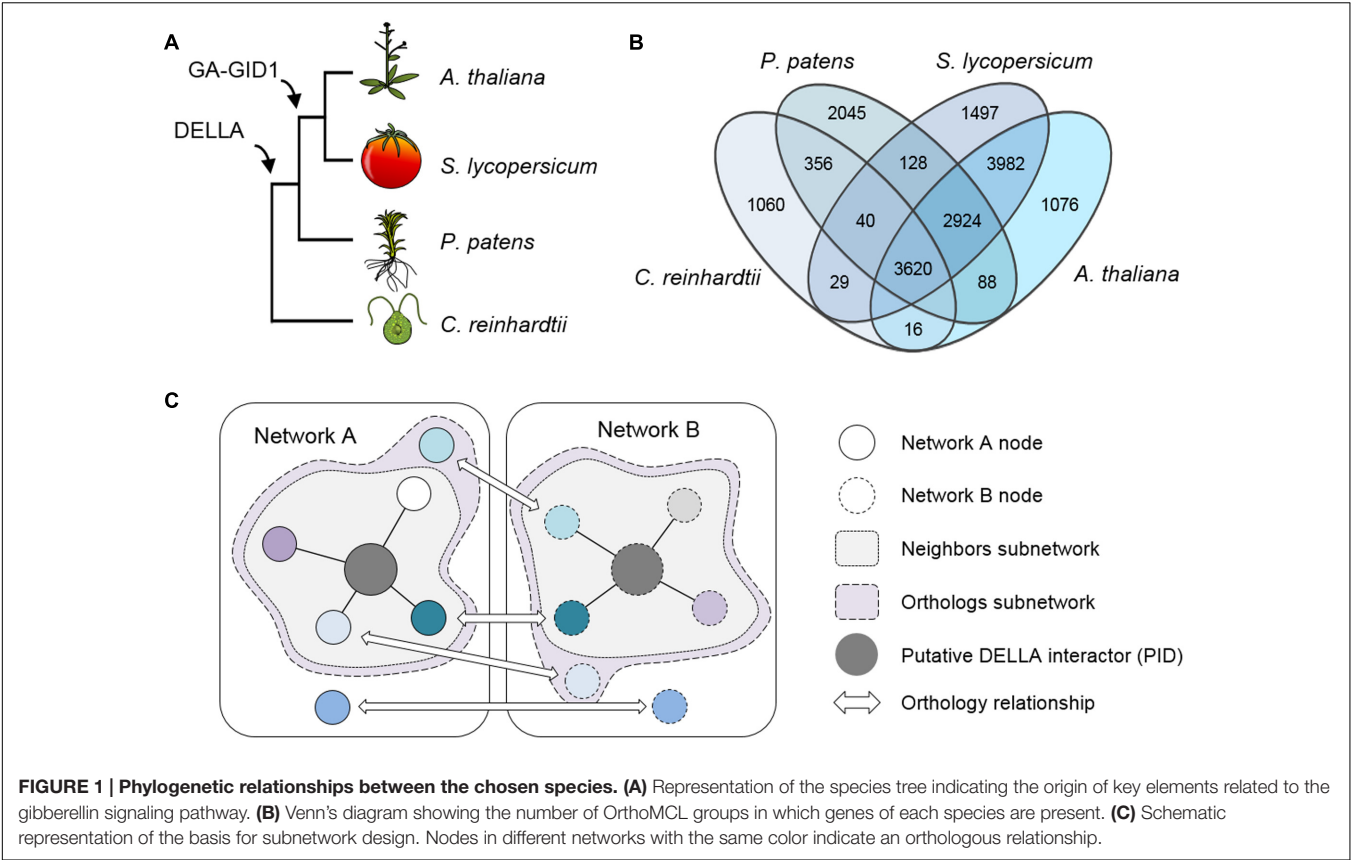 A
GA-GID1
DELLA
A. thaliana
S. lycopersicum
P. patens
C. reinhardtii
B
P. patens
S. lycopersicum
2045
1497
356
128
3982
1060
40
2924
1076
C. reinhardtii
29
3620
88
A. thaliana
16
C
Network A
Network B
Network A node
Network B node
Neighbors subnetwork
Orthologs subnetwork
Putative DELLA interactor (PID)
Orthology relationship
FIGURE 1 | Phylogenetic relationships between the chosen species. (A) Representation of the species tree indicating the origin of key elements related to the
gibberellin signaling pathway. (B) Venn's diagram showing the number of OrthoMCL groups in which genes of each species are present. (C) Schematic
representation of the basis for subnetwork design. Nodes in different networks with the same color indicate an orthologous relationship.